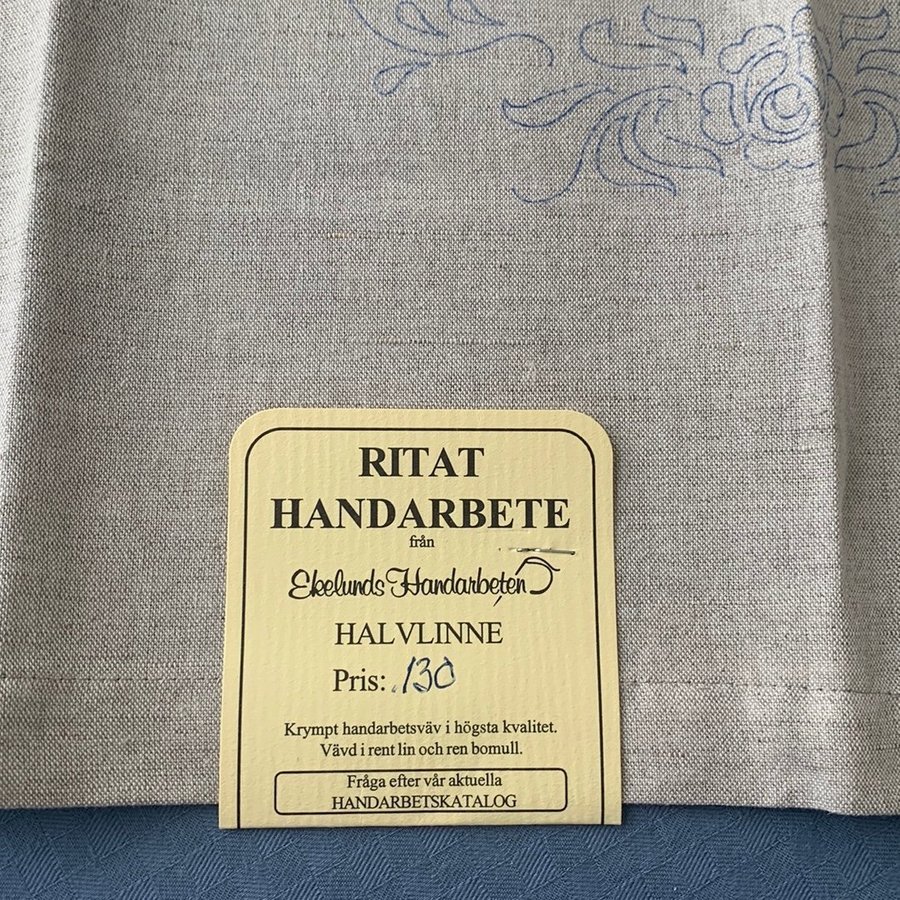 RITAT
HANDARBETE
från
Ekelunds Handarbeten
HALVLINNE
Pris: 130
Krympt handarbetsväv i högsta kvalitet.
Vävd i rent lin och ren bomull.
Fråga efter vår aktuella
HANDARBETSKATALOG